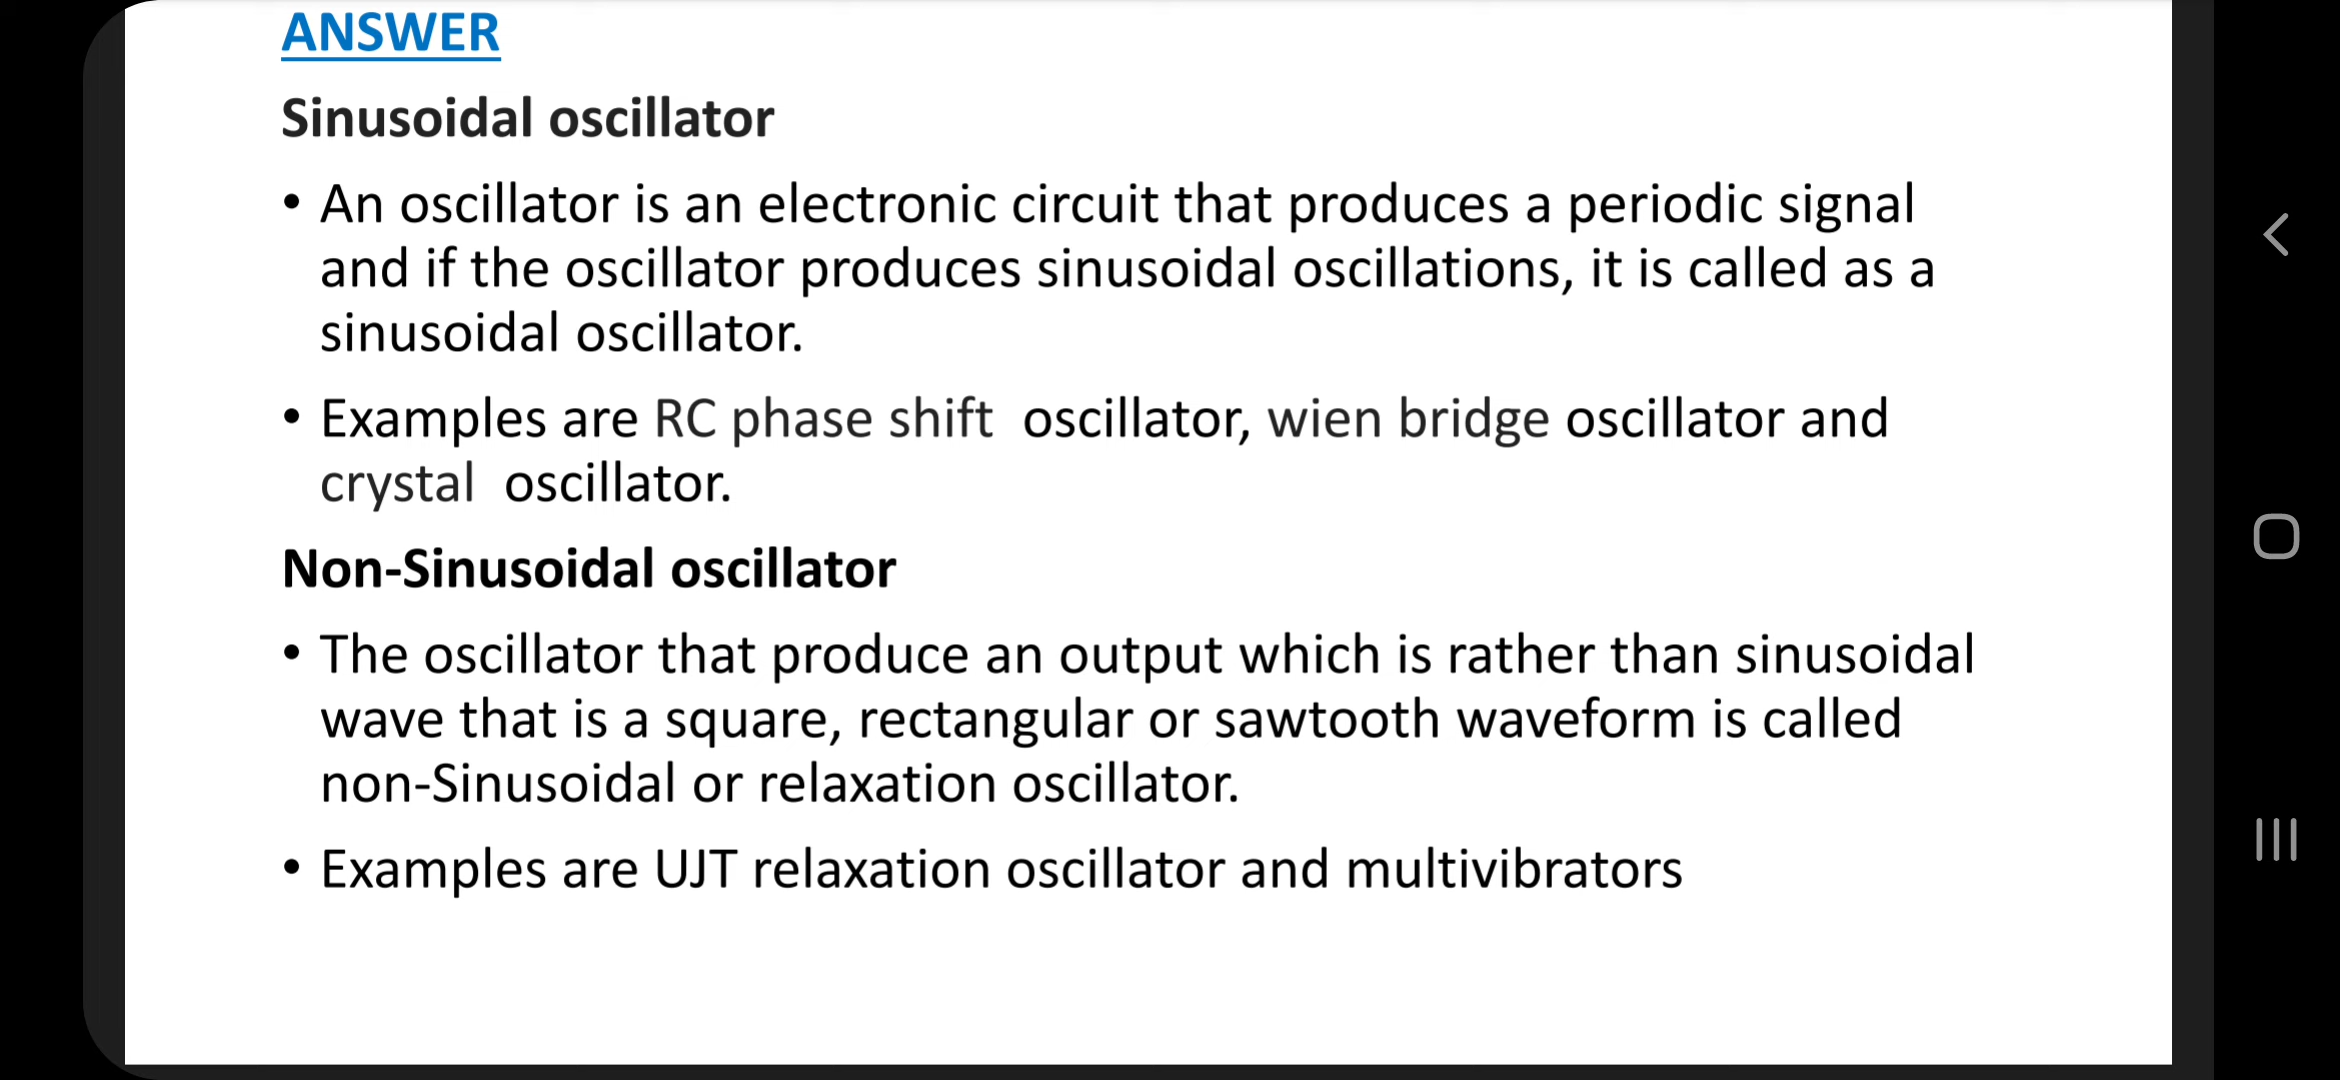 ANSWER
Sinusoidal oscillator
• An oscillator is an electronic circuit that produces a periodic signal
and if the oscillator produces sinusoidal oscillations, it is called as a
sinusoidal oscillator.
• Examples are RC phase shift  oscillator, wien bridge oscillator and
crystal  oscillator.
Non-Sinusoidal oscillator
• The oscillator that produce an output which is rather than sinusoidal
wave that is a square, rectangular or sawtooth waveform is called
non-Sinusoidal or relaxation oscillator.
• Examples are UJT relaxation oscillator and multivibrators